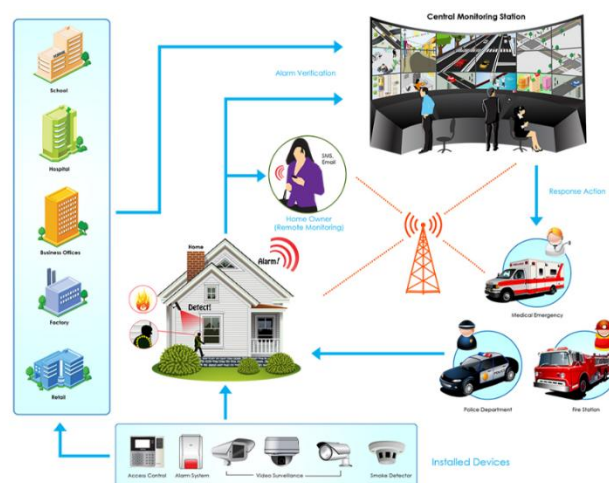 Central Monitoring Station
School
Alarm Verification
Hospital
SMS,
Email
Response Action
Home Owner
(Remote Monitoring)
Business Offices
Home
Alarm!
Detect!
Factory
Medical Emergency
Retail
Police Department
Fire Station
Access Control
Alarm System
Video Surveillance
Smoke Detector
Installed Devices